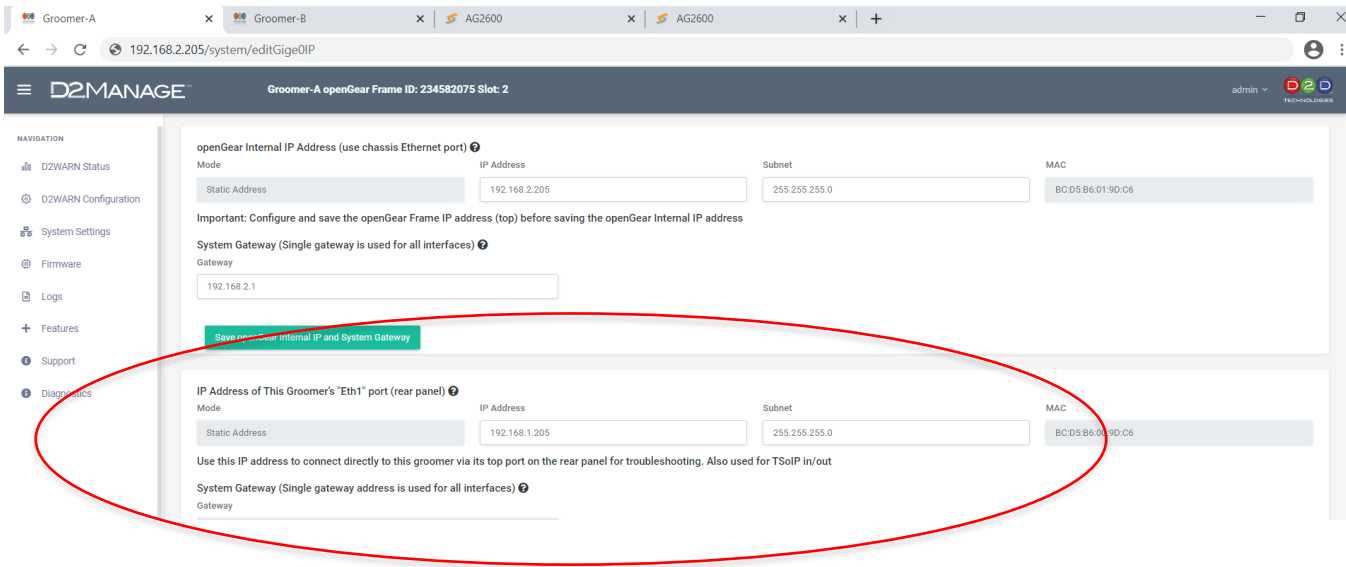 Groomer-A
Groomer-B
AG2600
AG2600
192.168.2.205/system/editGige0IP
D2MANAGE™
Groomer-A openGear Frame ID: 234582075 Slot: 2
admin
D2D
TECHNOLOGIES
NAVIGATION
D2WARN Status
D2WARN Configuration
System Settings
Firmware
Logs
Features
Support
Diagnostics
openGear Internal IP Address (use chassis Ethernet port)
Mode IP Address Subnet MAC
Static Address 192.168.2.205 255.255.255.0 BC:D5:B6:01:9D:C6
Important: Configure and save the openGear Frame IP address (top) before saving the openGear Internal IP address
System Gateway (Single gateway is used for all interfaces)
Gateway
192.168.2.1
Save openGear Internal IP and System Gateway
IP Address of This Groomer's "Eth1" port (rear panel)
Mode IP Address Subnet MAC
Static Address 192.168.1.205 255.255.255.0 BC:D5:B6:00:9D:C6
Use this IP address to connect directly to this groomer via its top port on the rear panel for troubleshooting. Also used for TSoIP in/out
System Gateway (Single gateway address is used for all interfaces)
Gateway